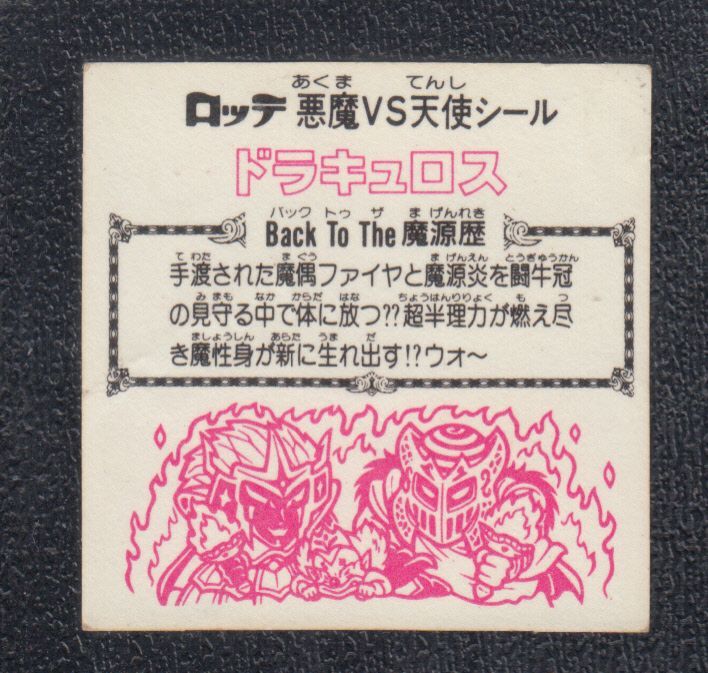 ロッテ 悪魔VS天使シール
ドラキュロス
Back To The 魔源歴
手渡された魔偶ファイヤと魔源炎を闘牛冠
の見守る中で体に放つ??超半理力が燃え尽
き魔性身が新に生れ出す!?ウォ〜